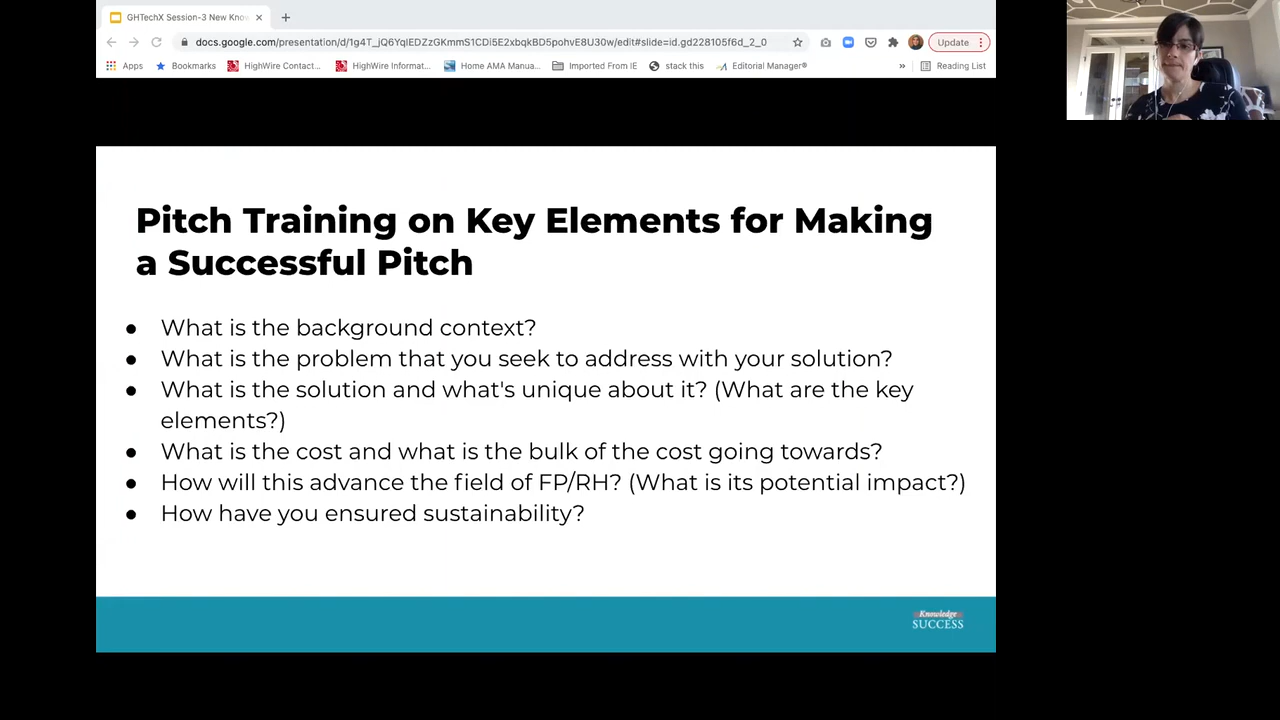 GHTechX Session-3 New Know
docs.google.com/presentation/d/1g4T_jQ6YqlEDZzGhmmS1CDl5E2xbqkBD5pohvE8U30w/edit#slide=id.gd228105f6d_2_0
Update
Apps Bookmarks HighWire Contact... HighWire Informat... Home AMA Manua... Imported From IE stack this Editorial Manager® » Reading List
Pitch Training on Key Elements for Making
a Successful Pitch
● What is the background context?
● What is the problem that you seek to address with your solution?
● What is the solution and what's unique about it? (What are the key
elements?)
● What is the cost and what is the bulk of the cost going towards?
● How will this advance the field of FP/RH? (What is its potential impact?)
● How have you ensured sustainability?
Knowledge
SUCCESS